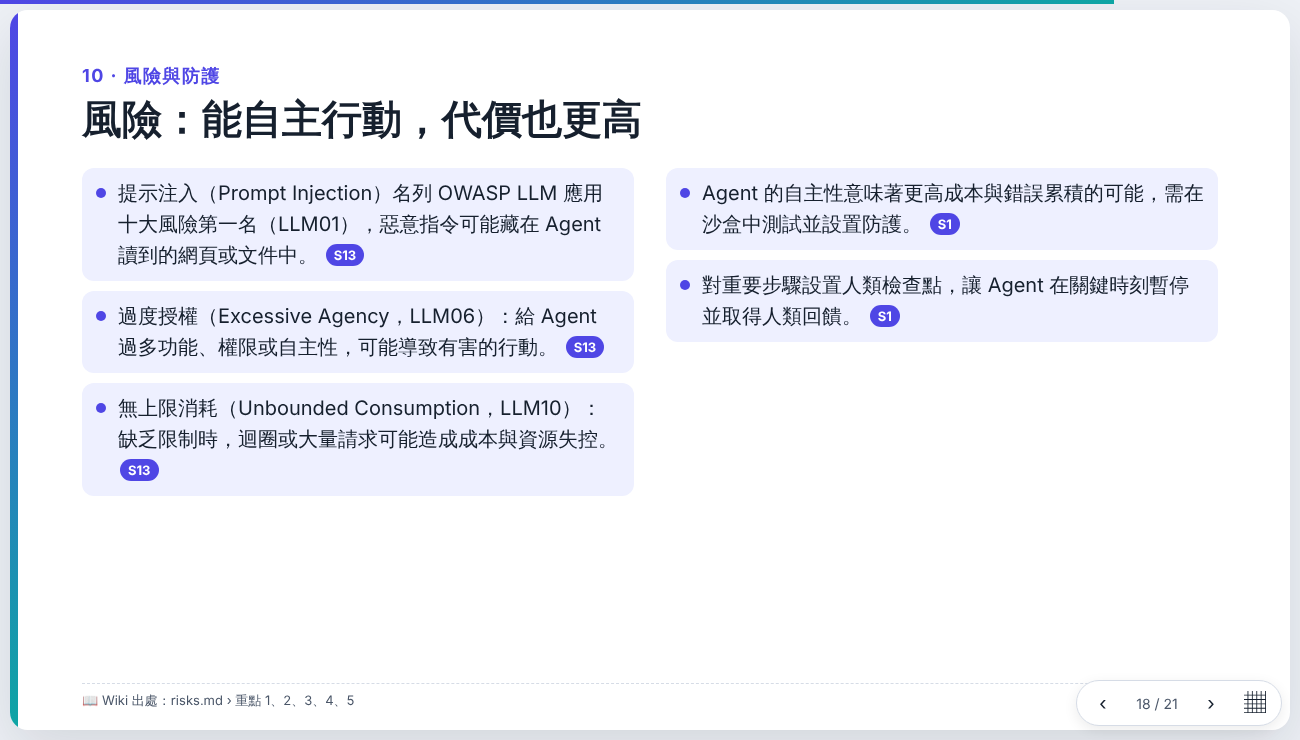 10 · 風險與防護
風險：能自主行動，代價也更高
提示注入（Prompt Injection）名列 OWASP LLM 應用
十大風險第一名（LLM01），惡意指令可能藏在 Agent
讀到的網頁或文件中。 S13
過度授權（Excessive Agency，LLM06）：給 Agent
過多功能、權限或自主性，可能導致有害的行動。 S13
無上限消耗（Unbounded Consumption，LLM10）：
缺乏限制時，迴圈或大量請求可能造成成本與資源失控。
S13
Agent 的自主性意味著更高成本與錯誤累積的可能，需在
沙盒中測試並設置防護。 S1
對重要步驟設置人類檢查點，讓 Agent 在關鍵時刻暫停
並取得人類回饋。 S1
📖 Wiki 出處：risks.md › 重點 1、2、3、4、5
‹ 18 / 21 ›